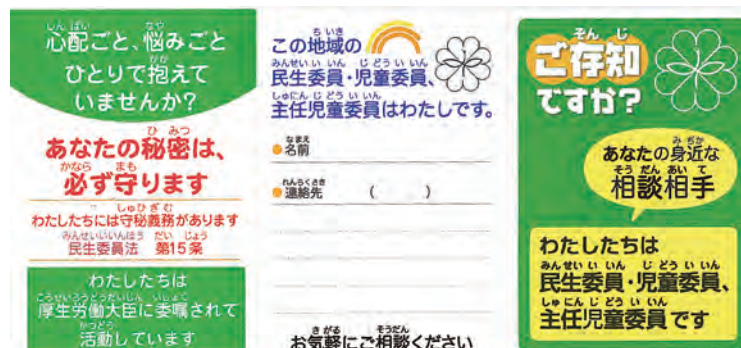 心配ごと、悩みごと
ひとりで抱えて
いませんか?
あなたの秘密は、
必ず守ります
わたしたちには守秘義務があります
民生委員法 第15条
わたしたちは
厚生労働大臣に委嘱されて
活動しています
この地域の
民生委員・児童委員、
主任児童委員はわたしです。
●名前
●連絡先 ( )
お気軽にご相談ください
ご存知
ですか?
あなたの身近な
相談相手
わたしたちは
民生委員・児童委員、
主任児童委員です